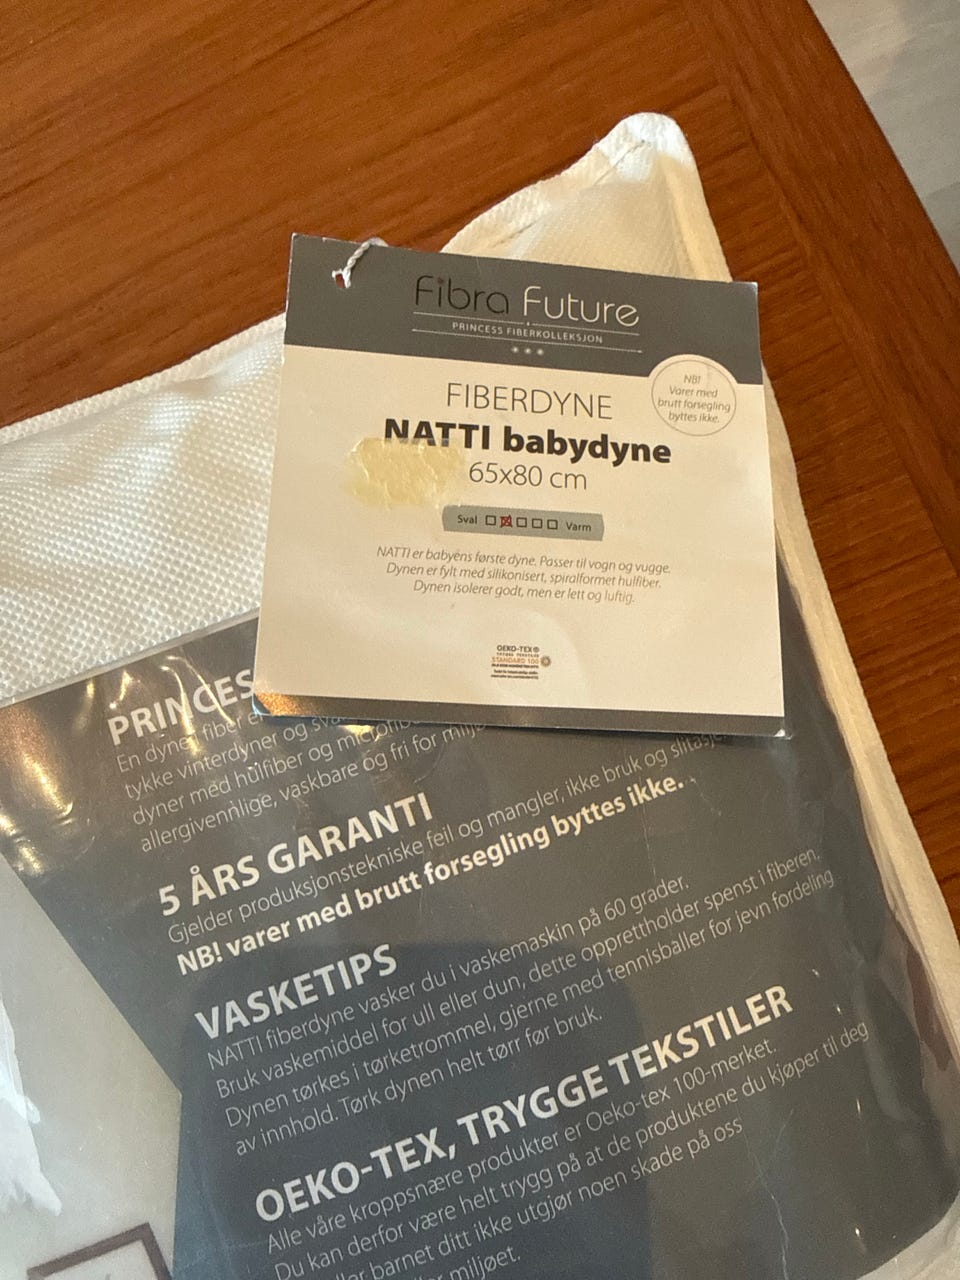 Fibra Future
PRINCESS FIBERKOLLEKSJON
NB!
Varer med
brutt forsegling
byttes ikke.
FIBERDYNE
NATTI babydyne
65x80 cm
Sval Varm
NATTI er babyens første dyne. Passer til vogn og vugge.
Dynen er fylt med silikonisert, spiralformet hulfiber.
Dynen isolerer godt, men er lett og luftig.
OEKO-TEX®
STANDARD 100
PRINCES
En dyne i fiber
tykke vinterdyner og
dyner med hulfiber og
allergivennlige, vaskbare og fri for
5 ÅRS GARANTI
Gjelder produksjonstekniske feil og mangler, ikke bruk og slitasje.
NB! varer med brutt forsegling byttes ikke.
VASKETIPS
NATTI fiberdyne vasker du i vaskemaskin på 60 grader.
Bruk vaskemiddel for ull eller dun, dette opprettholder spenst i fiberen.
Dynen tørkes i tørketrommel, gjerne med tennisballer for jevn fordeling
av innhold. Tørk dynen helt tørr før bruk.
OEKO-TEX, TRYGGE TEKSTILER
Alle våre kroppsnære produkter er Oeko-tex 100-merket.
Du kan derfor være helt trygg på at de produktene du kjøper til deg
barnet ditt ikke utgjør noen skade på oss
miljøet.